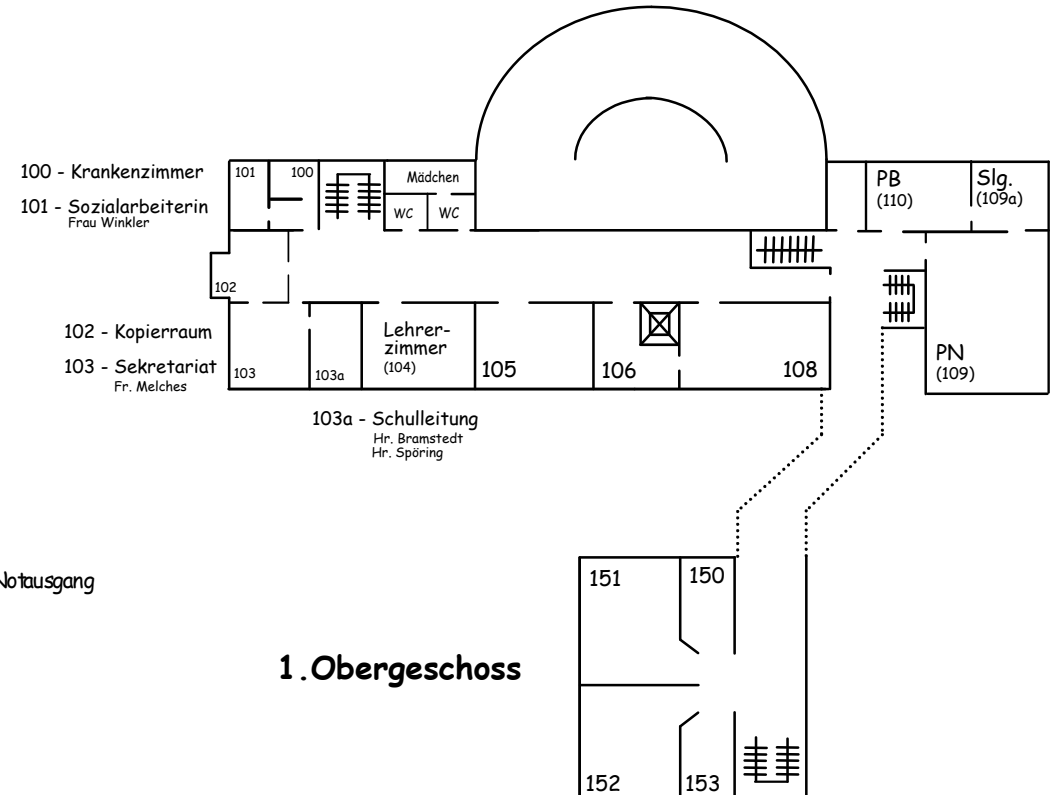 100 - Krankenzimmer
101 - Sozialarbeiterin
Frau Winkler
101
100
Mädchen
WC
WC
PB
(110)
Slg.
(109a)
102
102 - Kopierraum
103 - Sekretariat
Fr. Melches
103
103a
Lehrer-
zimmer
(104)
105
106
108
PN
(109)
103a - Schulleitung
Hr. Bramstedt
Hr. Spöring
Notausgang
151
150
1.Obergeschoss
152
153